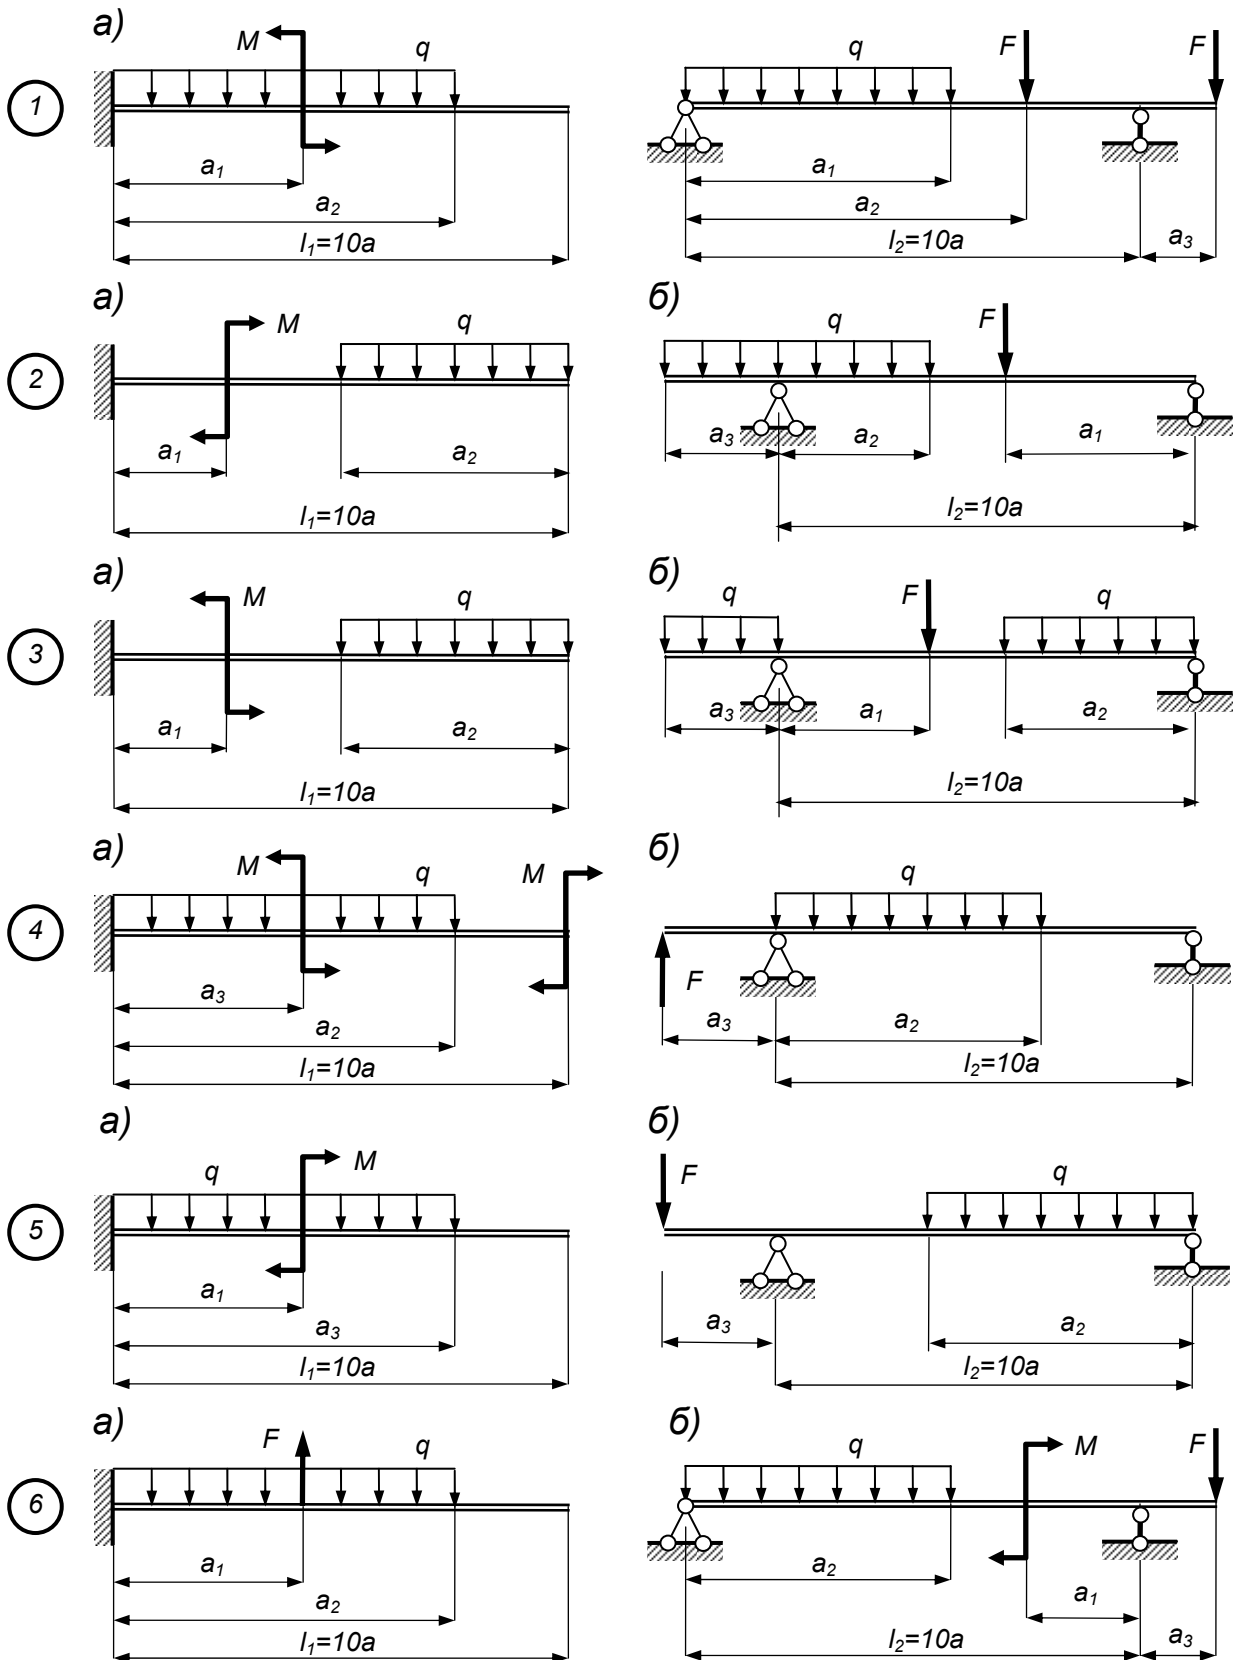 а)
M
q
F
F
q
1
a₁
a₁
a₂
a₂
l₁=10a
l₂=10a
a₃
а)
б)
M
q
q
F
2
a₁
a₂
a₃
a₂
a₁
l₁=10a
l₂=10a
а)
б)
M
q
q
F
q
3
a₁
a₂
a₃
a₁
a₂
l₁=10a
l₂=10a
а)
б)
M
q
M
q
4
F
a₃
a₃
a₂
a₂
l₁=10a
l₂=10a
а)
б)
q
M
F
q
5
a₁
a₃
a₂
a₃
l₁=10a
l₂=10a
а)
б)
F
q
q
M
F
6
a₁
a₂
a₁
a₂
l₁=10a
l₂=10a
a₃